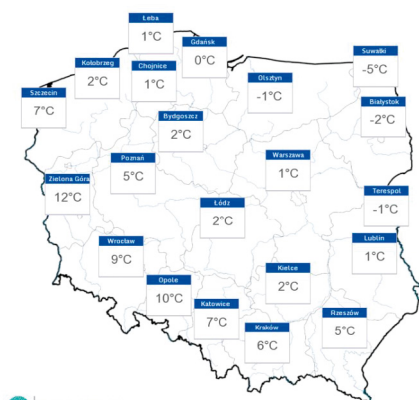 Łeba
1°C
Gdańsk
0°C
Suwałki
-5°C
Kołobrzeg
2°C
Chojnice
1°C
Olsztyn
-1°C
Szczecin
7°C
Białystok
-2°C
Bydgoszcz
2°C
Poznań
5°C
Warszawa
1°C
Zielona Góra
12°C
Terespol
-1°C
Łódź
2°C
Wrocław
9°C
Lublin
1°C
Opole
10°C
Kielce
2°C
Katowice
7°C
Rzeszów
5°C
Kraków
6°C